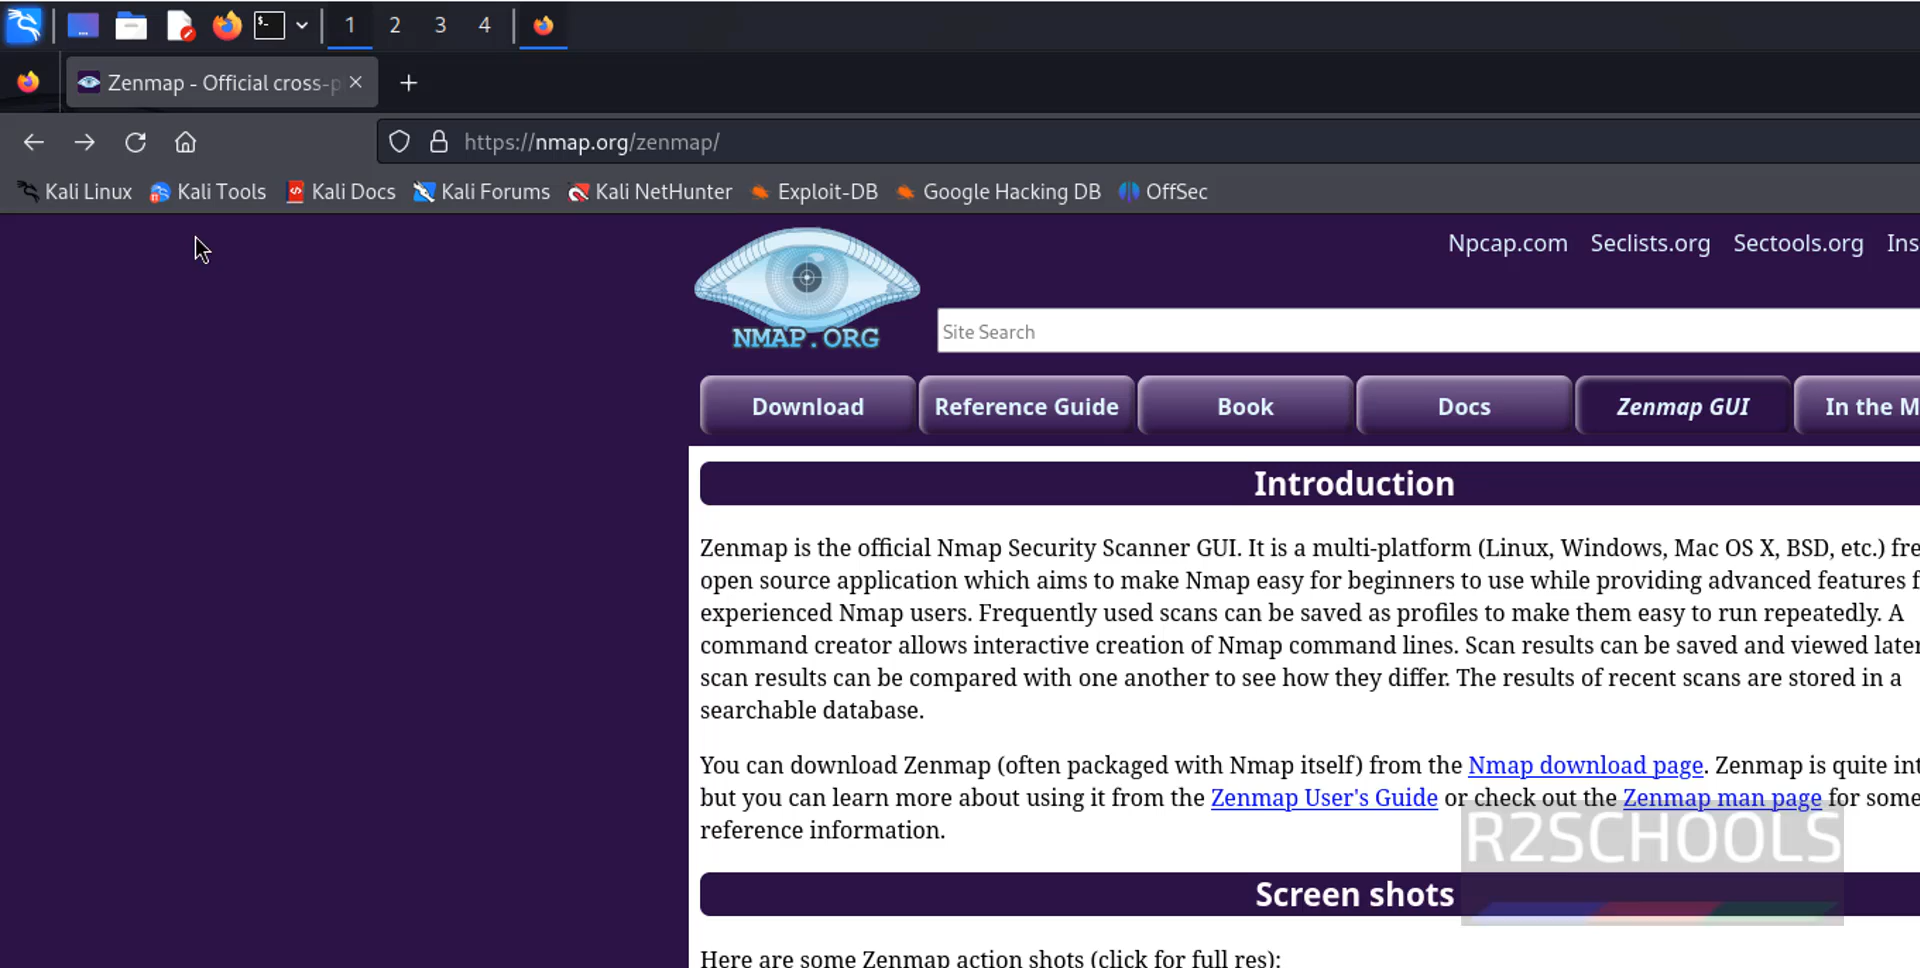 1 2 3 4
Zenmap - Official cross-p
https://nmap.org/zenmap/
Kali Linux Kali Tools Kali Docs Kali Forums Kali NetHunter Exploit-DB Google Hacking DB OffSec
Npcap.com Seclists.org Sectools.org Ins
NMAP.ORG
Site Search
Download Reference Guide Book Docs Zenmap GUI In the M
Introduction
Zenmap is the official Nmap Security Scanner GUI. It is a multi-platform (Linux, Windows, Mac OS X, BSD, etc.) fre
open source application which aims to make Nmap easy for beginners to use while providing advanced features f
experienced Nmap users. Frequently used scans can be saved as profiles to make them easy to run repeatedly. A
command creator allows interactive creation of Nmap command lines. Scan results can be saved and viewed later
scan results can be compared with one another to see how they differ. The results of recent scans are stored in a
searchable database.
You can download Zenmap (often packaged with Nmap itself) from the Nmap download page. Zenmap is quite int
but you can learn more about using it from the Zenmap User's Guide or check out the Zenmap man page for some
reference information.
R2SCHOOLS
Screen shots
Here are some Zenmap action shots (click for full res):